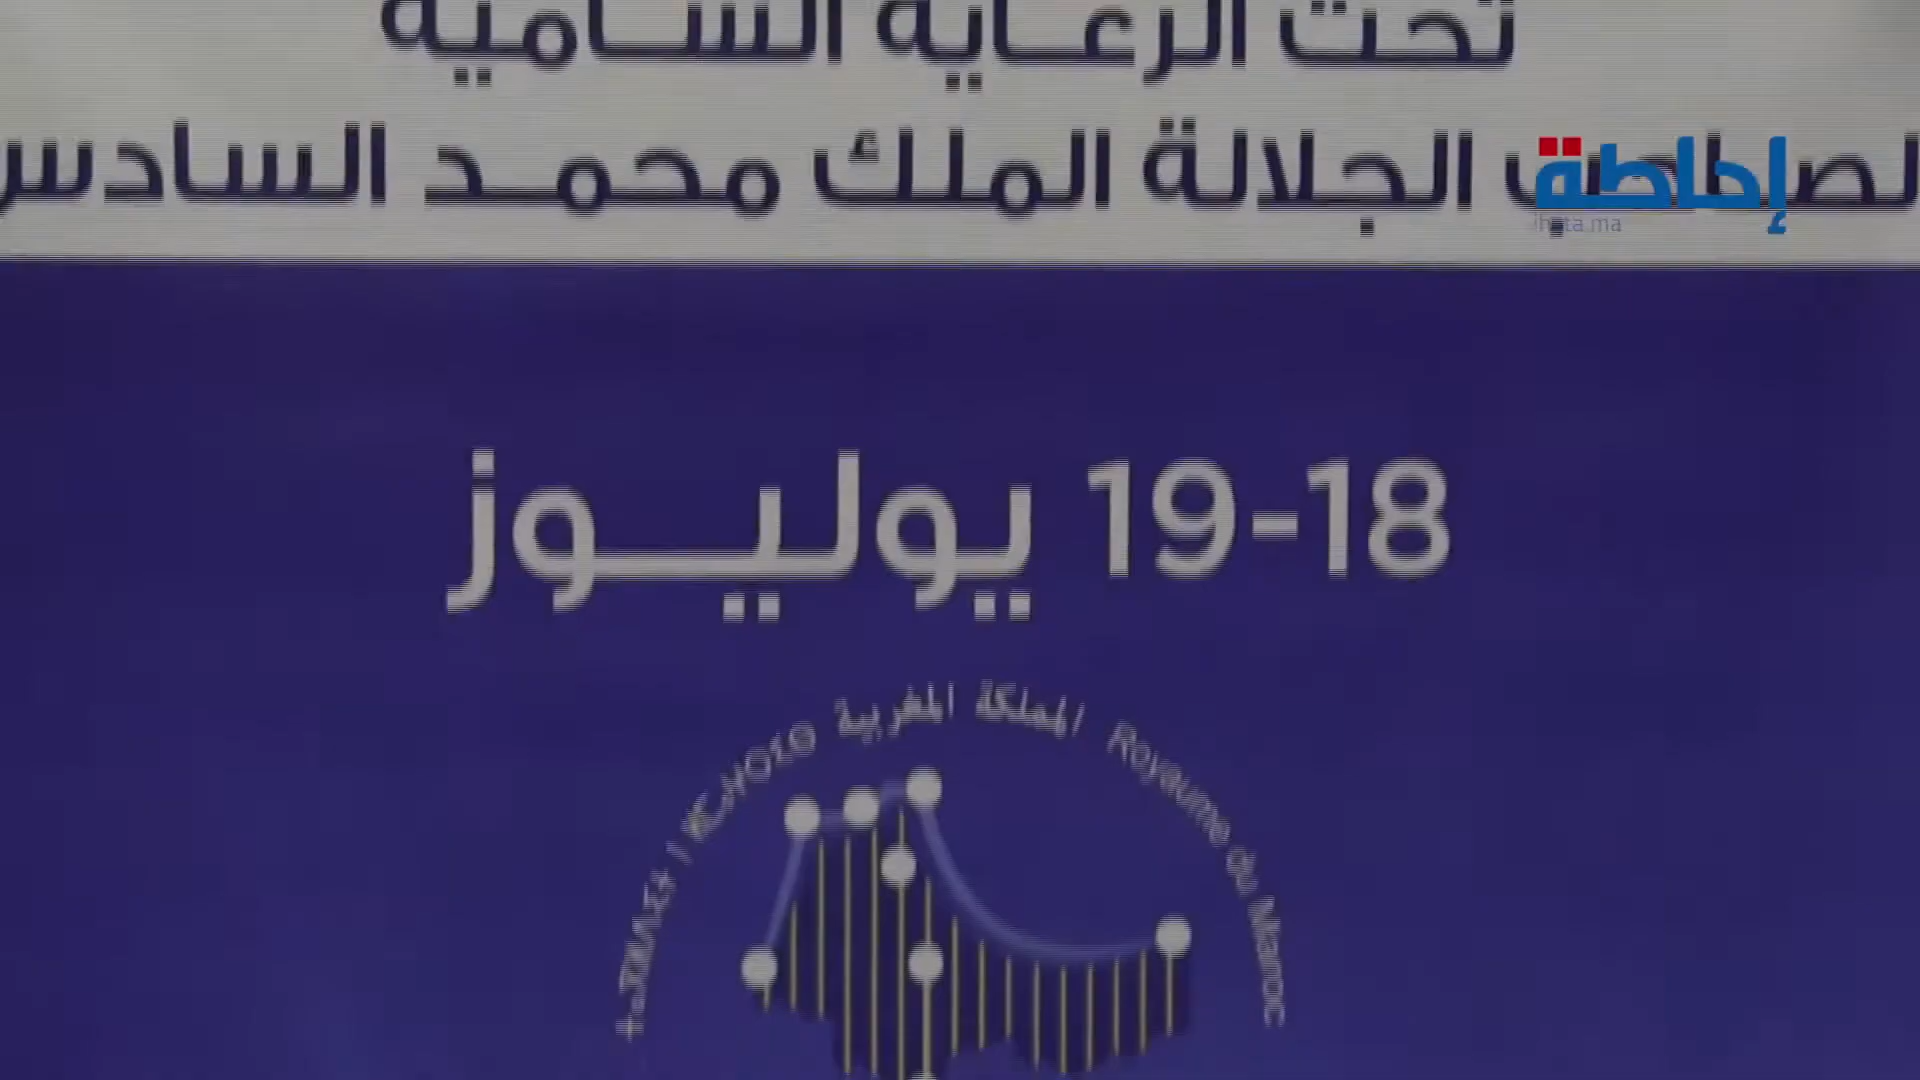 تحت الرعاية السامية
لصاحب الجلالة الملك محمد السادس
إحاطة
ihata.ma
18-19 يوليوز
المملكة المغربية Royaume du Maroc